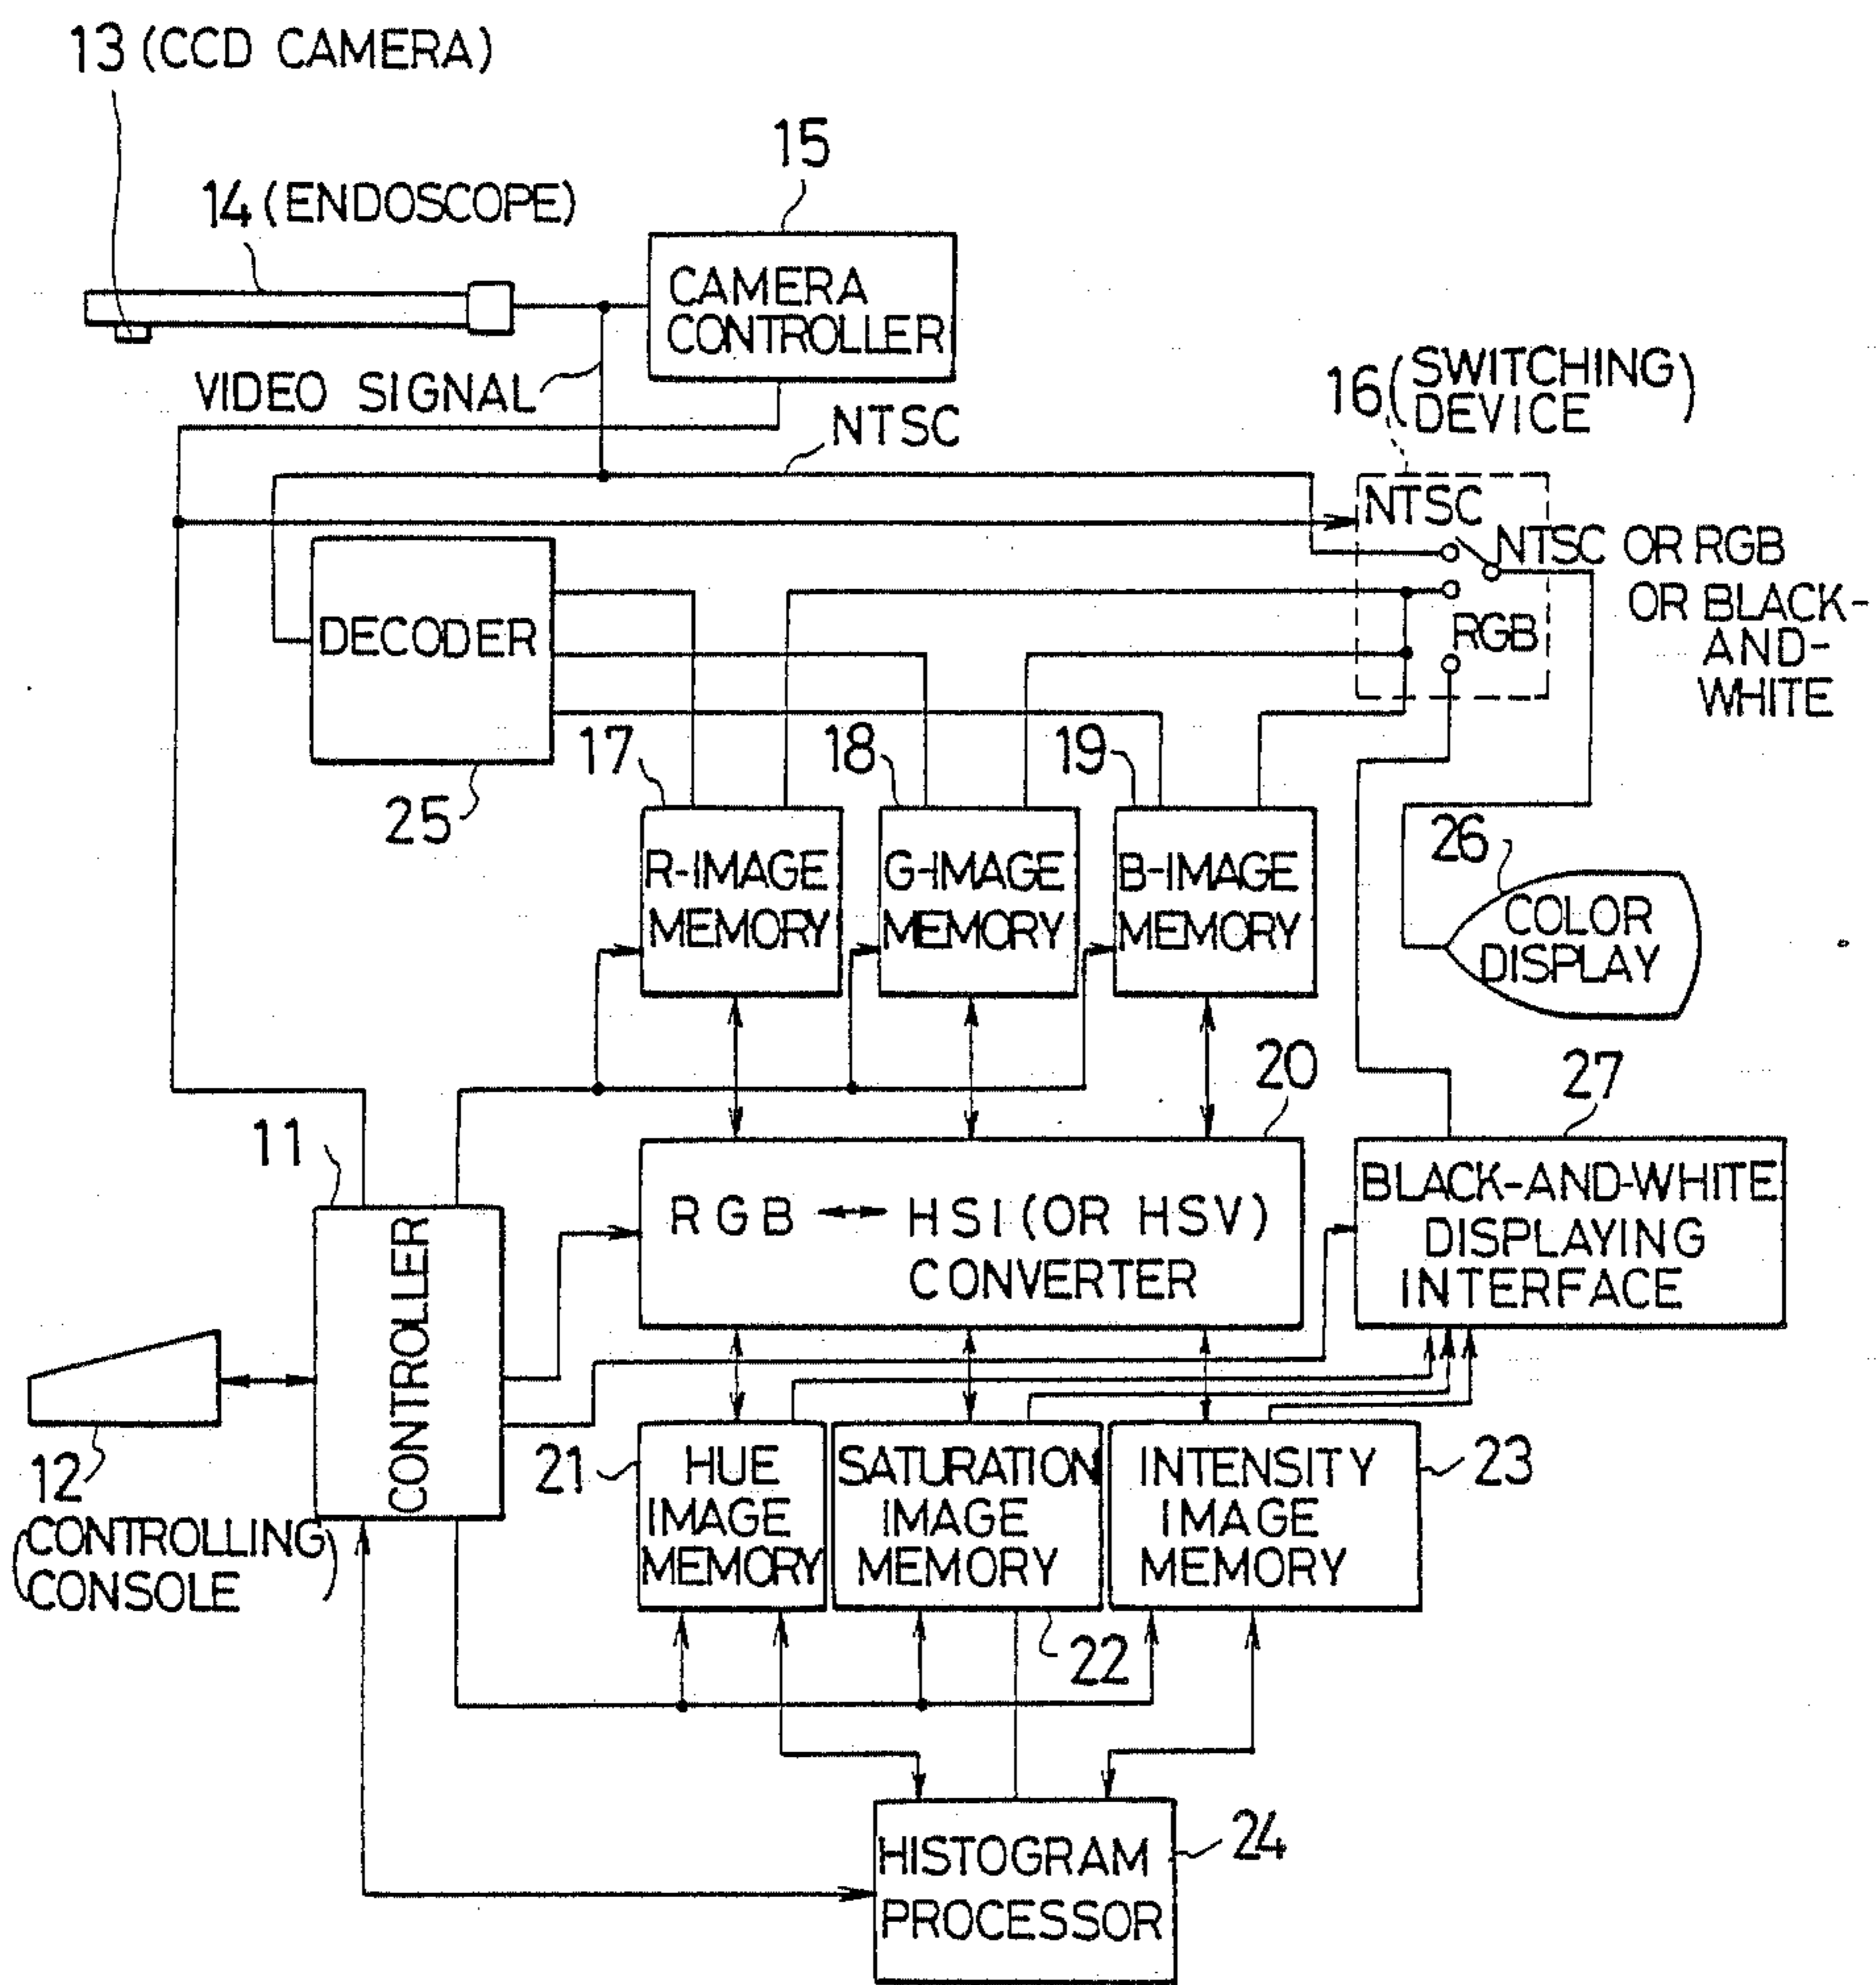 13 (CCD CAMERA)
15
14 (ENDOSCOPE)
CAMERA
CONTROLLER
VIDEO SIGNAL
NTSC
16 (SWITCHING
DEVICE)
NTSC
NTSC OR RGB
OR BLACK-
AND-
WHITE
RGB
DECODER
25
17
18
19
R-IMAGE
MEMORY
G-IMAGE
MEMORY
B-IMAGE
MEMORY
26
COLOR
DISPLAY
20
27
11
RGB ↔ HSI (OR HSV)
CONVERTER
BLACK-AND-WHITE
DISPLAYING
INTERFACE
CONTROLLER
12
(CONTROLLING
CONSOLE)
21
HUE
IMAGE
MEMORY
SATURATION
IMAGE
MEMORY
INTENSITY
IMAGE
MEMORY
23
22
HISTOGRAM
PROCESSOR
24